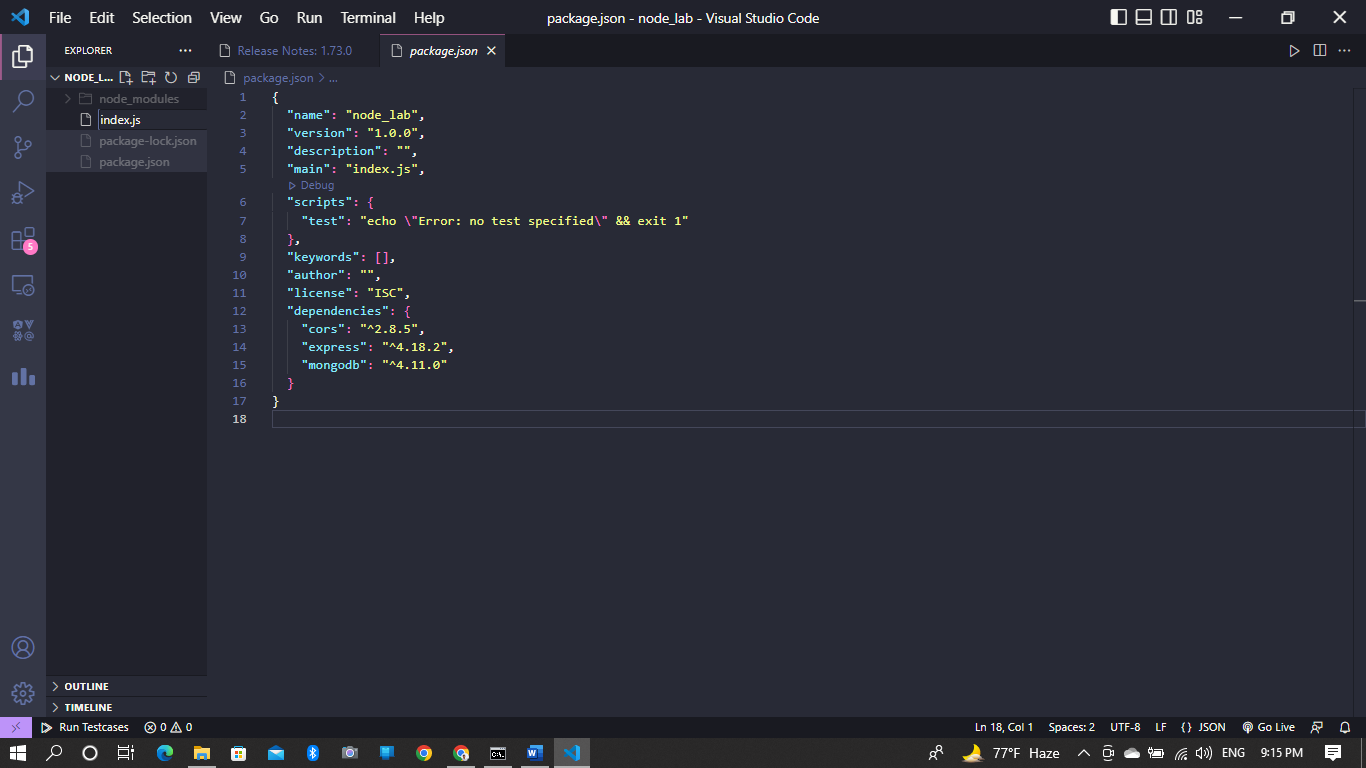 File Edit Selection View Go Run Terminal Help package.json - node_lab - Visual Studio Code
EXPLORER ··· Release Notes: 1.73.0 package.json ···
NODE_L... package.json > ...
node_modules
index.js
package-lock.json
package.json
1 {
2 "name": "node_lab",
3 "version": "1.0.0",
4 "description": "",
5 "main": "index.js",
Debug
6 "scripts": {
7 "test": "echo \"Error: no test specified\" && exit 1"
8 },
9 "keywords": [],
10 "author": "",
11 "license": "ISC",
12 "dependencies": {
13 "cors": "^2.8.5",
14 "express": "^4.18.2",
15 "mongodb": "^4.11.0"
16 }
17 }
18
5
OUTLINE
TIMELINE
Run Testcases 0 0 Ln 18, Col 1 Spaces: 2 UTF-8 LF {} JSON Go Live
77°F Haze ENG 9:15 PM